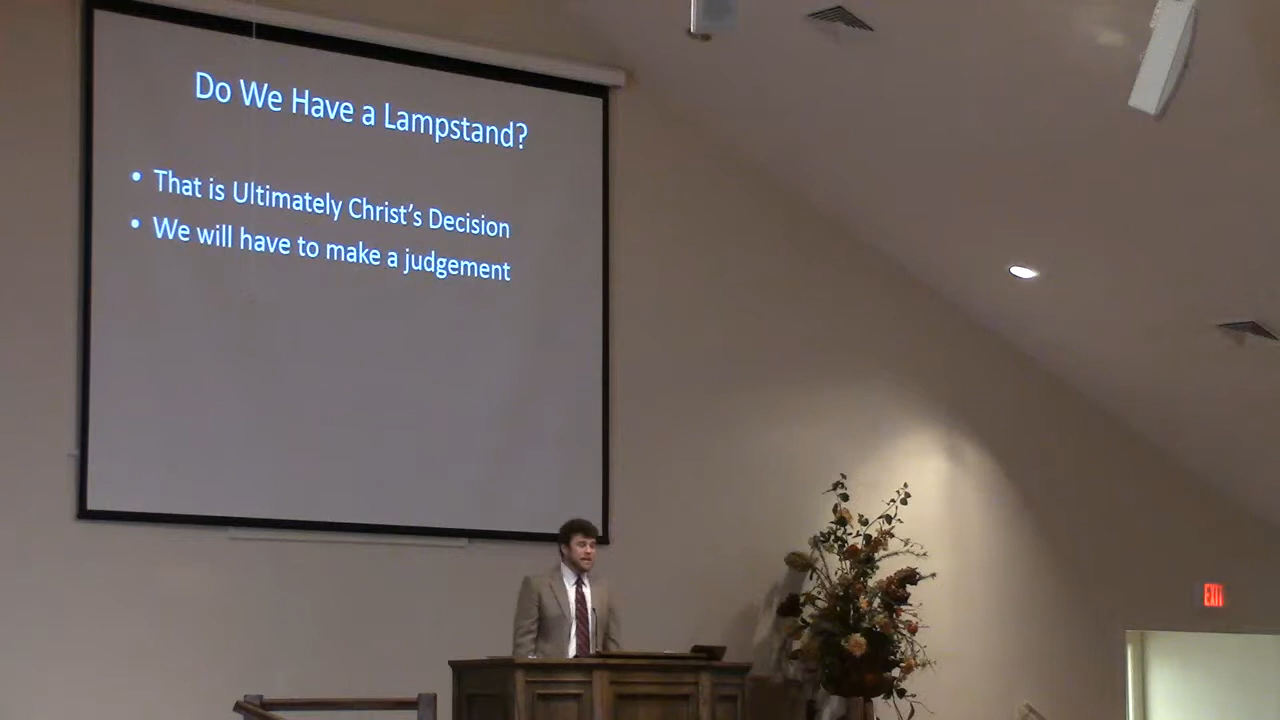 Do We Have a Lampstand?
• That is Ultimately Christ's Decision
• We will have to make a judgement
EXIT